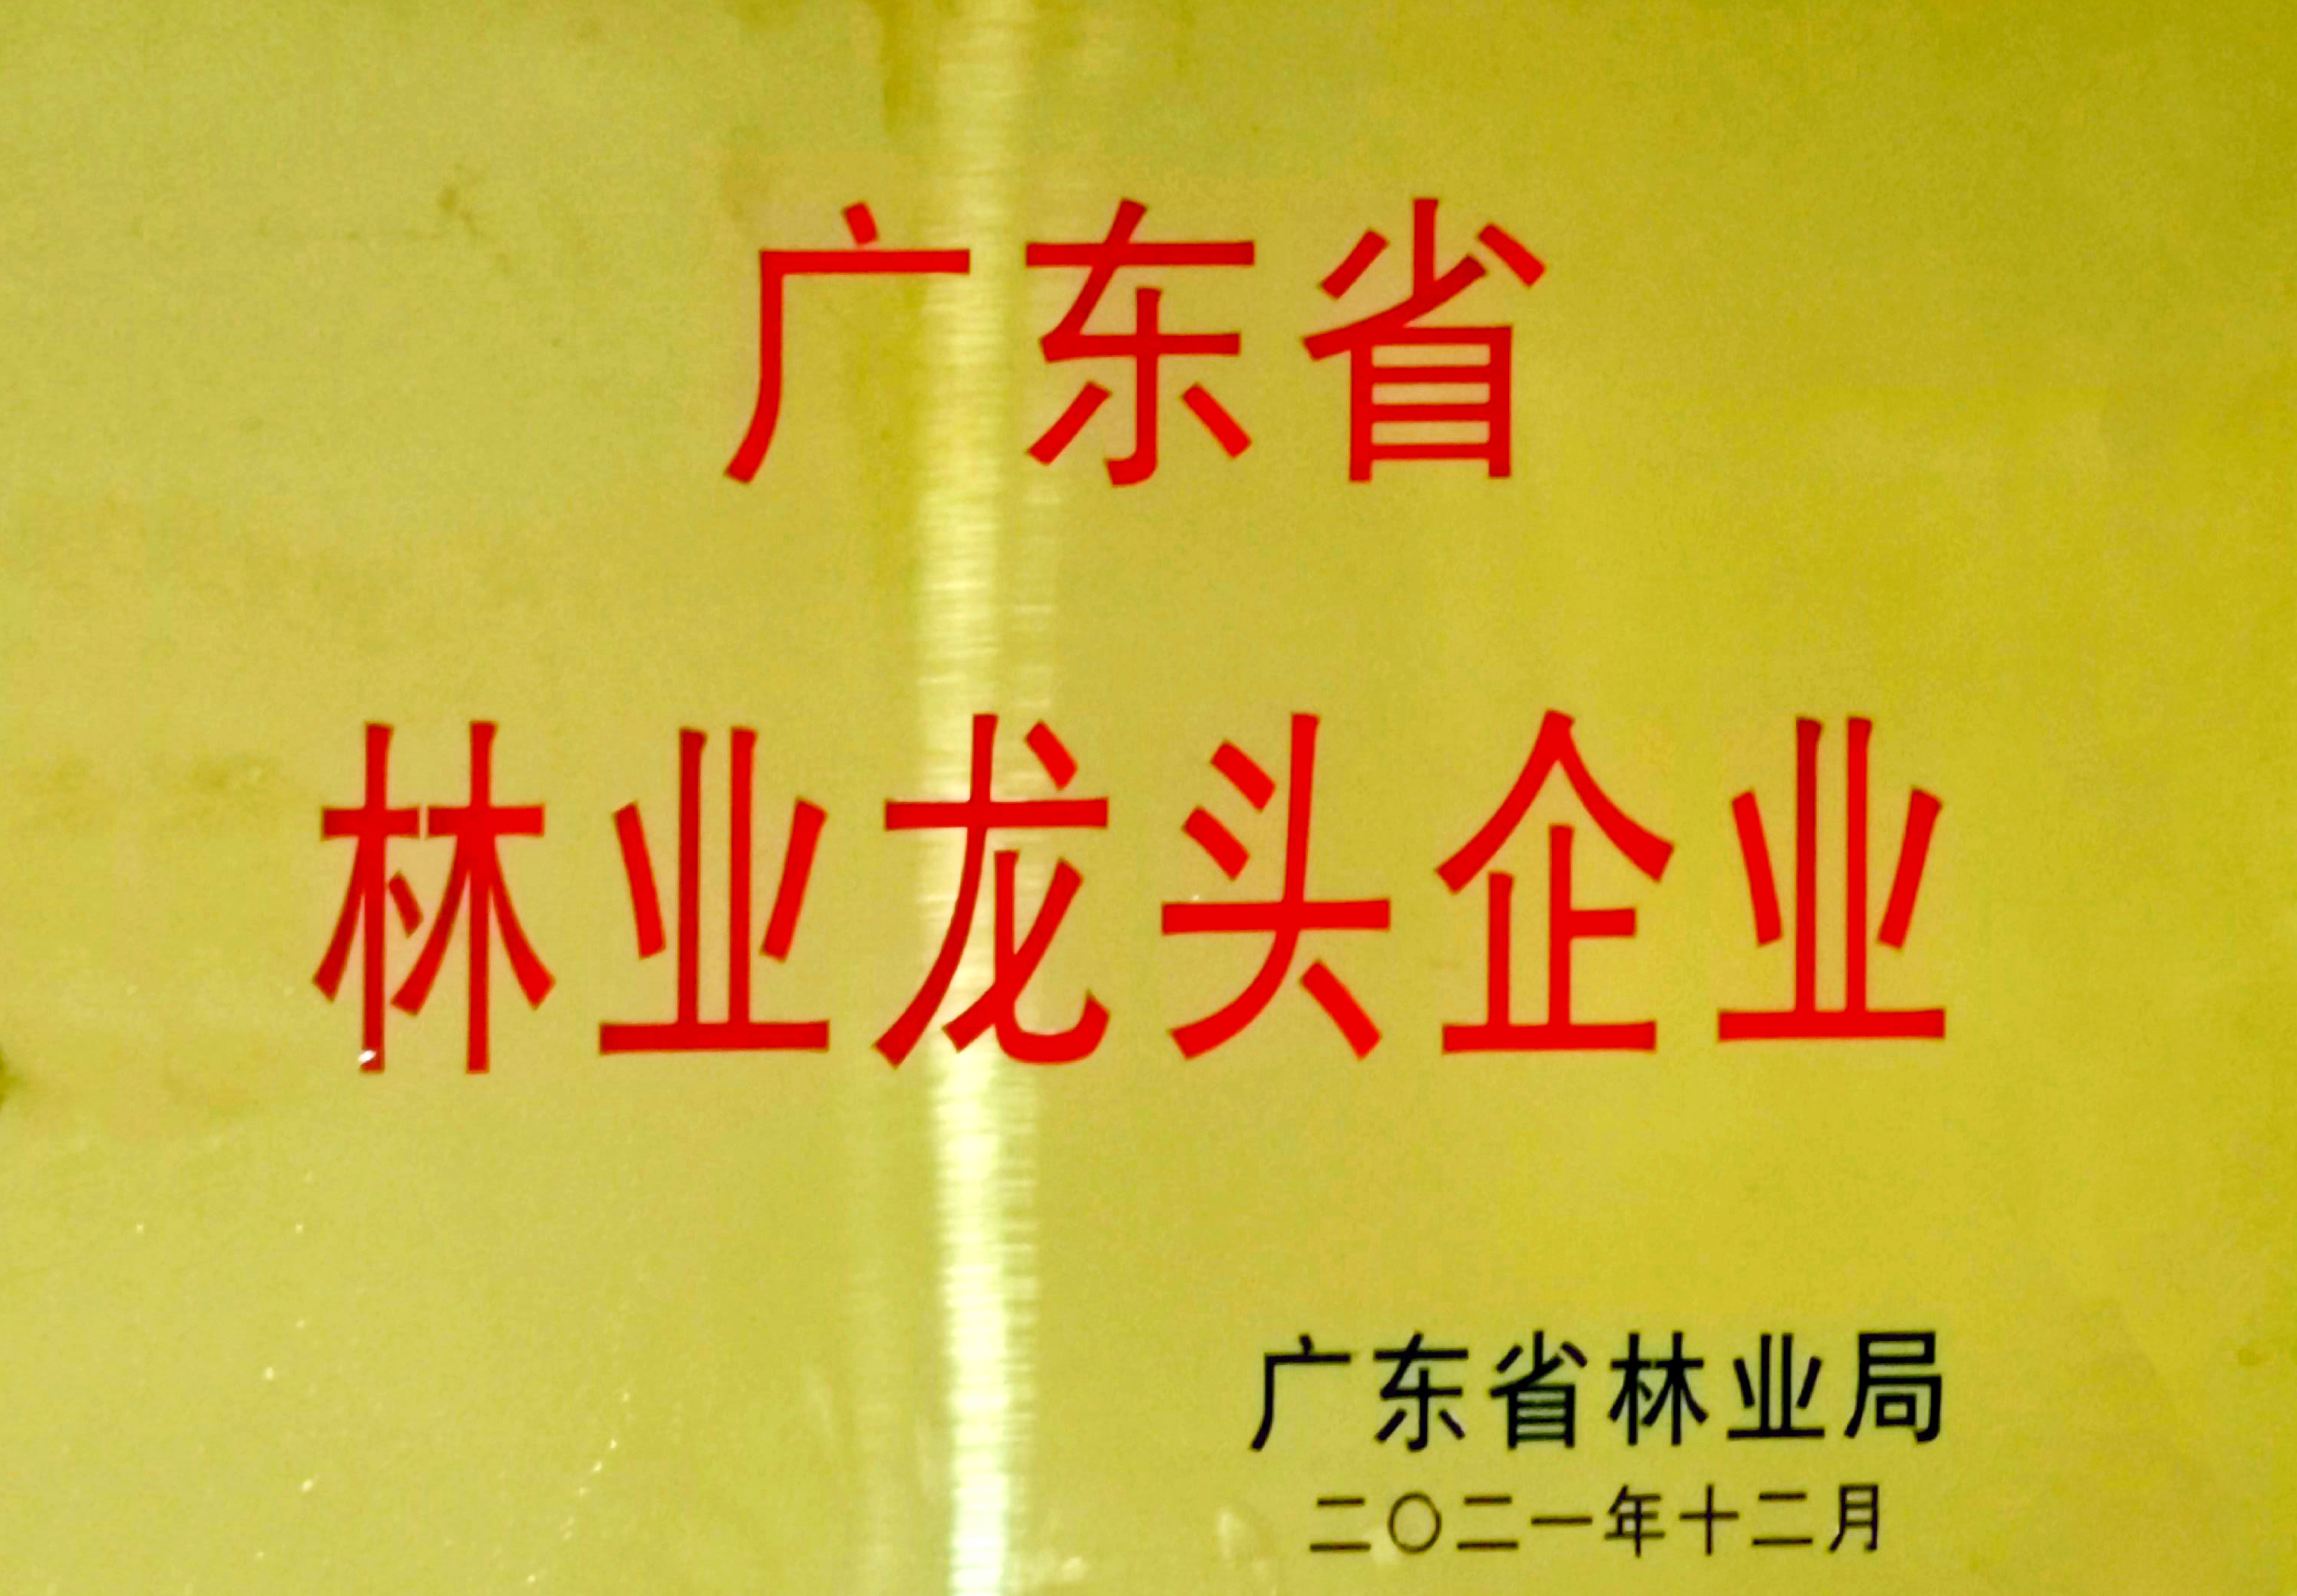 广东省
林业龙头企业
广东省林业局
二〇二一年十二月